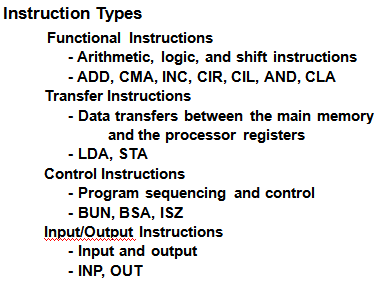 Instruction Types
Functional Instructions
- Arithmetic, logic, and shift instructions
- ADD, CMA, INC, CIR, CIL, AND, CLA
Transfer Instructions
- Data transfers between the main memory
and the processor registers
- LDA, STA
Control Instructions
- Program sequencing and control
- BUN, BSA, ISZ
Input/Output Instructions
- Input and output
- INP, OUT